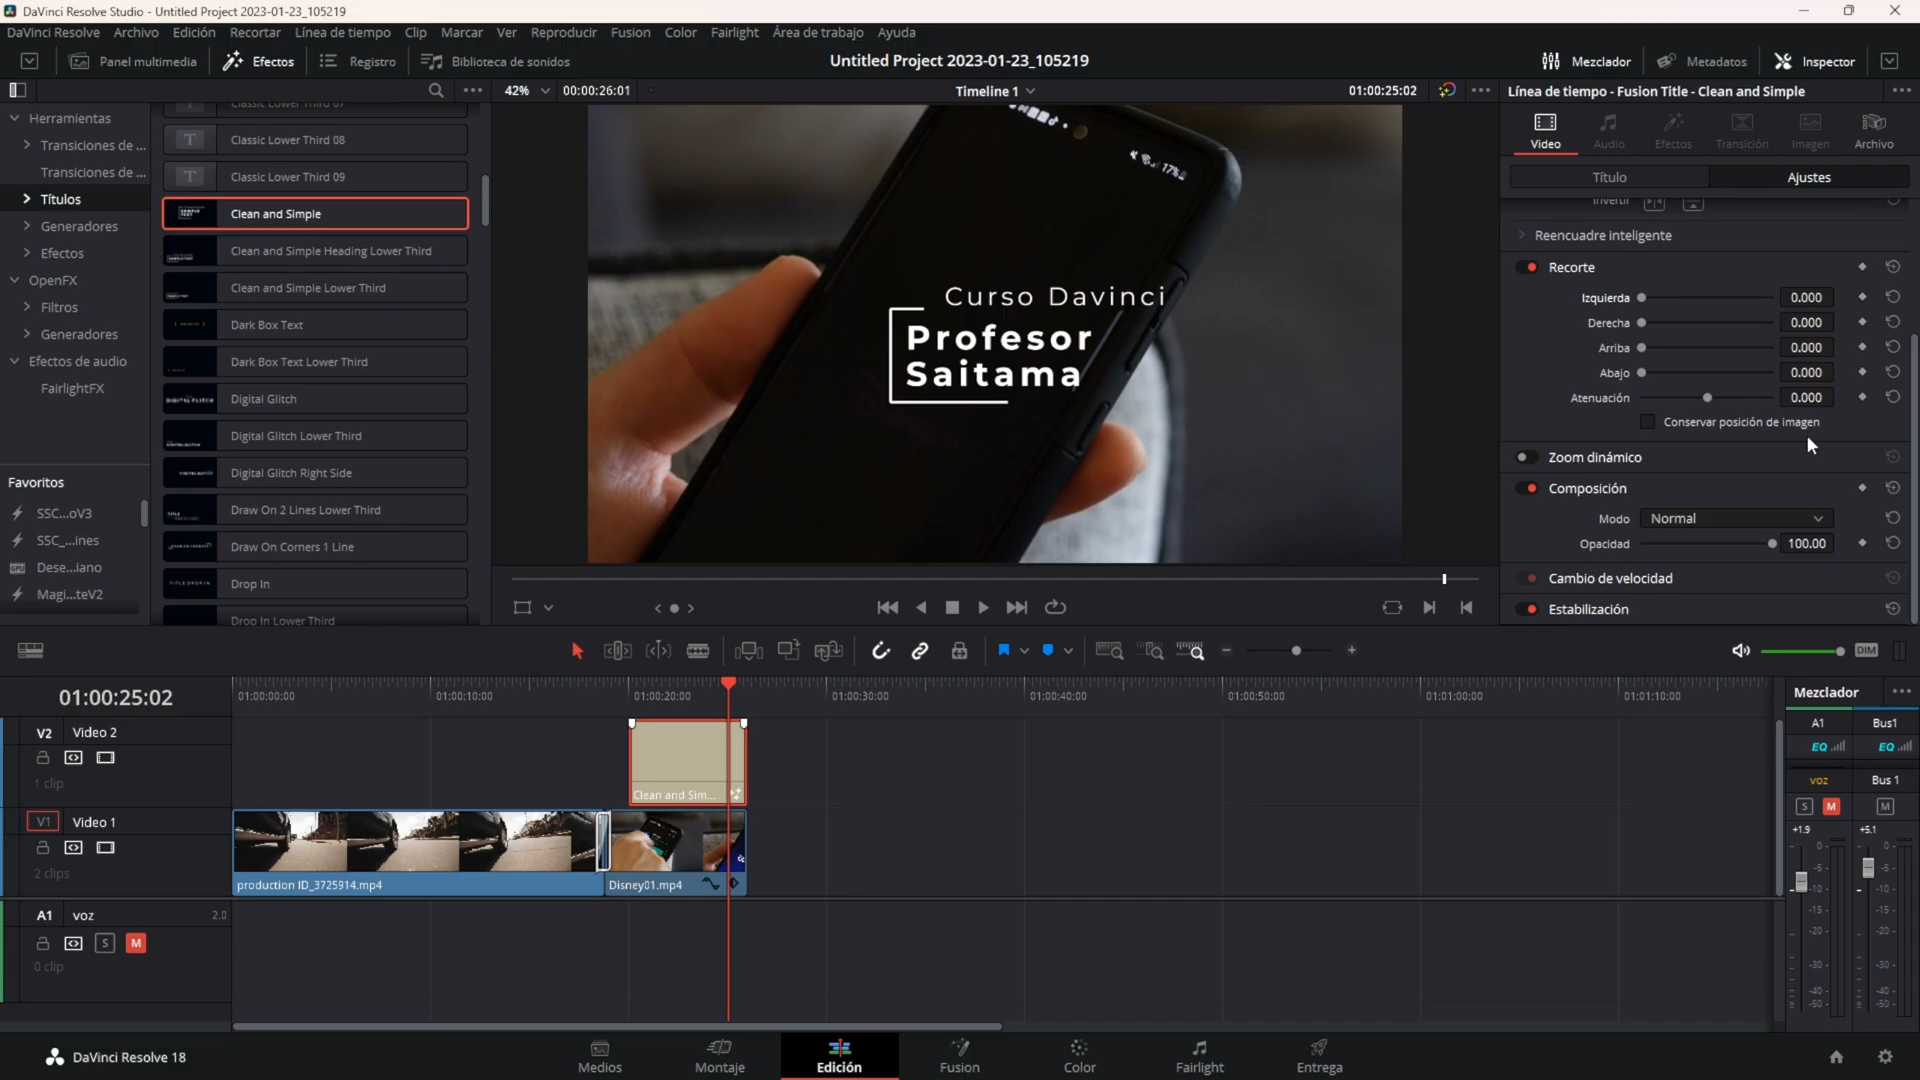 DaVinci Resolve Studio - Untitled Project 2023-01-23_105219
DaVinci Resolve Archivo Edición Recortar Línea de tiempo Clip Marcar Ver Reproducir Fusion Color Fairlight Área de trabajo Ayuda
Panel multimedia Efectos Registro Biblioteca de sonidos Untitled Project 2023-01-23_105219 Mezclador Metadatos Inspector
42% 00:00:26:01 Timeline 1 01:00:25:02 Línea de tiempo - Fusion Title - Clean and Simple
Herramientas
Transiciones de ...
Transiciones de ...
Títulos
Generadores
Efectos
OpenFX
Filtros
Generadores
Efectos de audio
FairlightFX
Favoritos
SSC...oV3
SSC_...ines
Dese...iano
Magi...teV2
Classic Lower Third 07
Classic Lower Third 08
Classic Lower Third 09
Clean and Simple
Clean and Simple Heading Lower Third
Clean and Simple Lower Third
Dark Box Text
Dark Box Text Lower Third
Digital Glitch
Digital Glitch Lower Third
Digital Glitch Right Side
Draw On 2 Lines Lower Third
Draw On Corners 1 Line
Drop In
Drop In Lower Third
17%
Curso Davinci
Profesor
Saitama
Video Audio Efectos Transición Imagen Archivo
Título Ajustes
Invertir
Reencuadre inteligente
Recorte
Izquierda 0.000
Derecha 0.000
Arriba 0.000
Abajo 0.000
Atenuación 0.000
Conservar posición de imagen
Zoom dinámico
Composición
Modo Normal
Opacidad 100.00
Cambio de velocidad
Estabilización
DIM
01:00:25:02
01:00:00:00 01:00:10:00 01:00:20:00 01:00:30:00 01:00:40:00 01:00:50:00 01:01:00:00 01:01:10:00
V2 Video 2
1 clip
Clean and Sim...
V1 Video 1
2 clips
production ID_3725914.mp4 Disney01.mp4
A1 voz 2.0
S M
0 clip
Mezclador
A1 Bus1
EQ EQ
voz Bus 1
S M M
+1.9 +5.1
0- 0-
-5- -5-
-10- -10-
-15- -15-
-20- -20-
-30- -30-
-40- -40-
-50- -50-
DaVinci Resolve 18
Medios Montaje Edición Fusion Color Fairlight Entrega